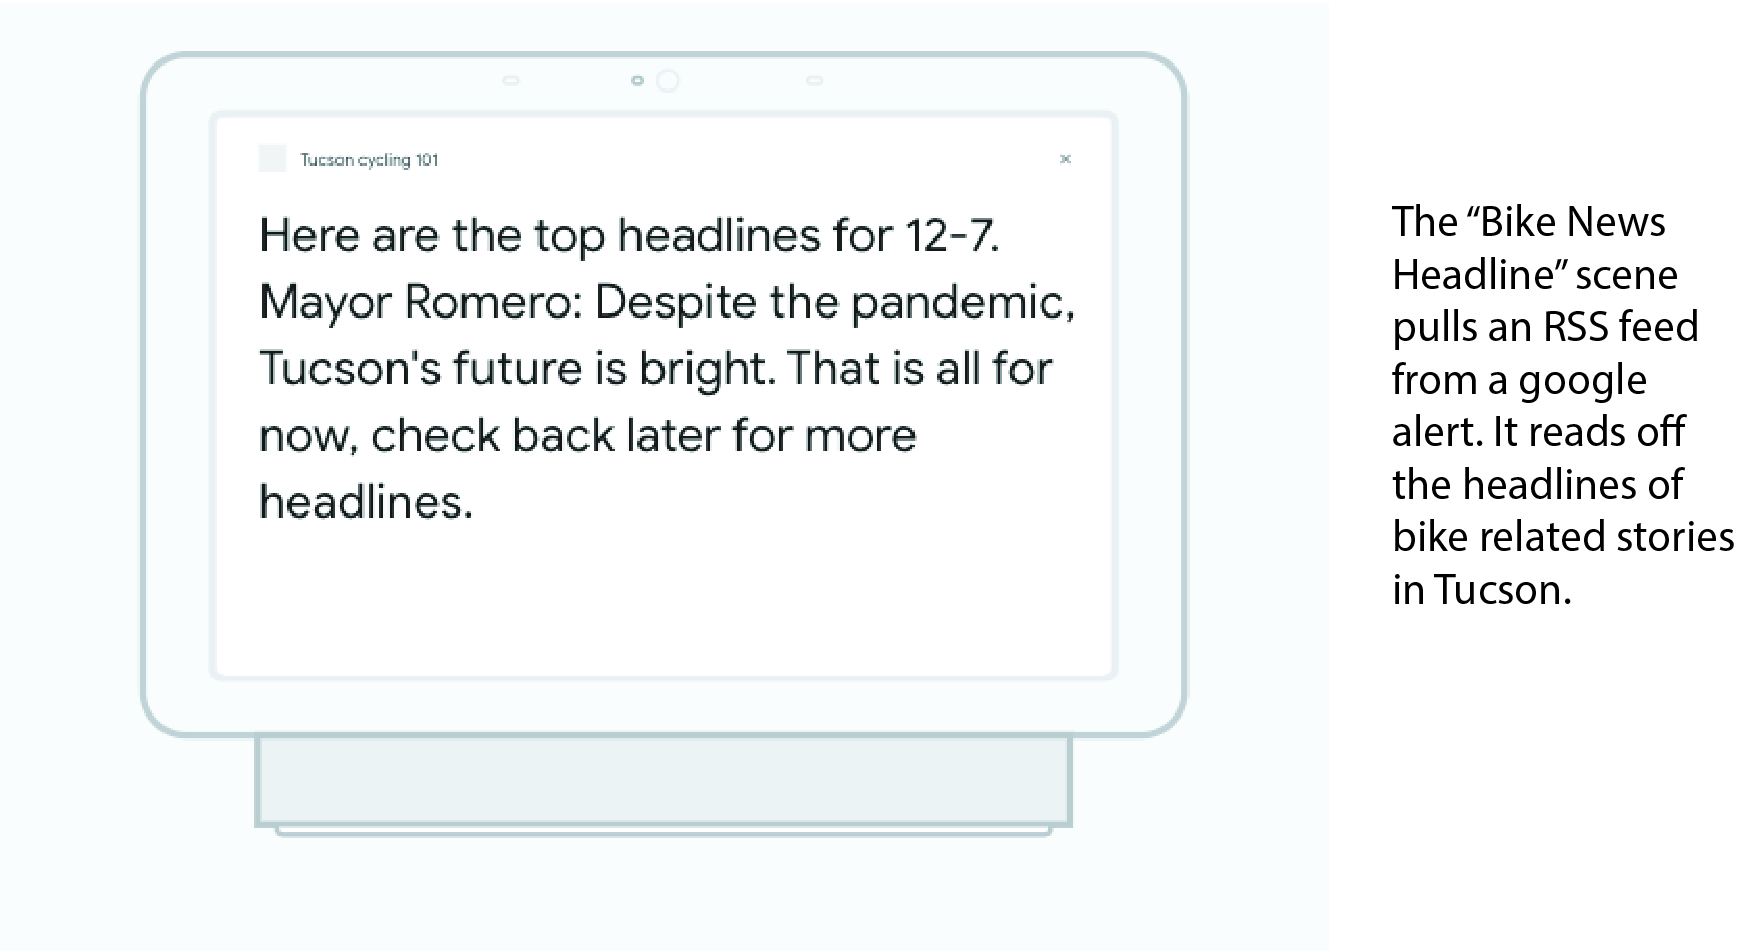 Tucson cycling 101
Here are the top headlines for 12-7.
Mayor Romero: Despite the pandemic,
Tucson's future is bright. That is all for
now, check back later for more
headlines.
The “Bike News
Headline” scene
pulls an RSS feed
from a google
alert. It reads off
the headlines of
bike related stories
in Tucson.